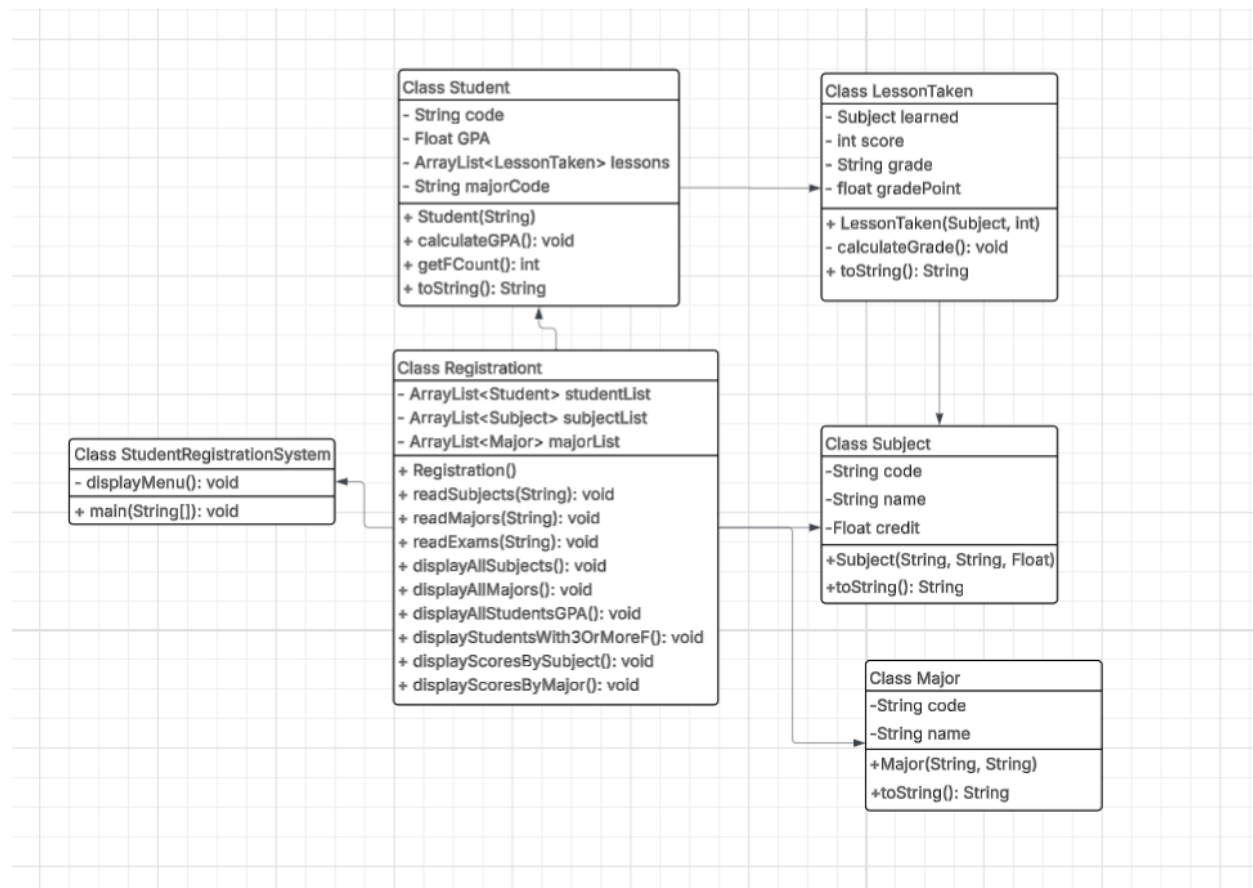 Class Student
- String code
- Float GPA
- ArrayList<LessonTaken> lessons
- String majorCode
+ Student(String)
+ calculateGPA(): void
+ getFCount(): int
+ toString(): String
Class LessonTaken
- Subject learned
- int score
- String grade
- float gradePoint
+ LessonTaken(Subject, int)
- calculateGrade(): void
+ toString(): String
Class Registrationt
- ArrayList<Student> studentList
- ArrayList<Subject> subjectList
- ArrayList<Major> majorList
+ Registration()
+ readSubjects(String): void
+ readMajors(String): void
+ readExams(String): void
+ displayAllSubjects(): void
+ displayAllMajors(): void
+ displayAllStudentsGPA(): void
+ displayStudentsWith3OrMoreF(): void
+ displayScoresBySubject(): void
+ displayScoresByMajor(): void
Class StudentRegistrationSystem
- displayMenu(): void
+ main(String[]): void
Class Subject
-String code
-String name
-Float credit
+Subject(String, String, Float)
+toString(): String
Class Major
-String code
-String name
+Major(String, String)
+toString(): String